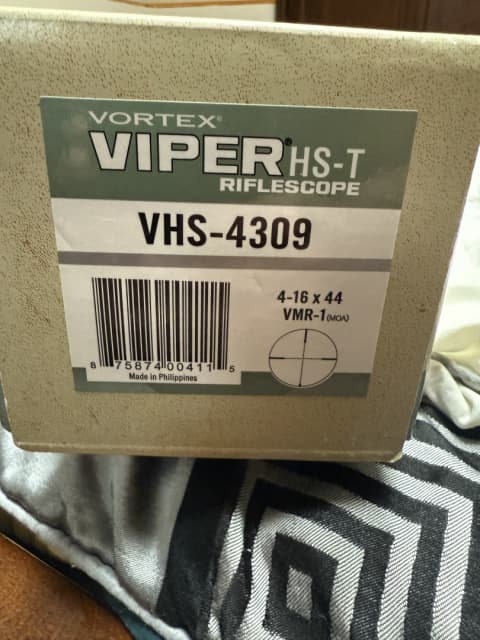 VORTEX®
VIPER® HS-T
RIFLESCOPE
VHS-4309
4-16 x 44
VMR-1 (MOA)
8 75874 00411 5
Made in Philippines